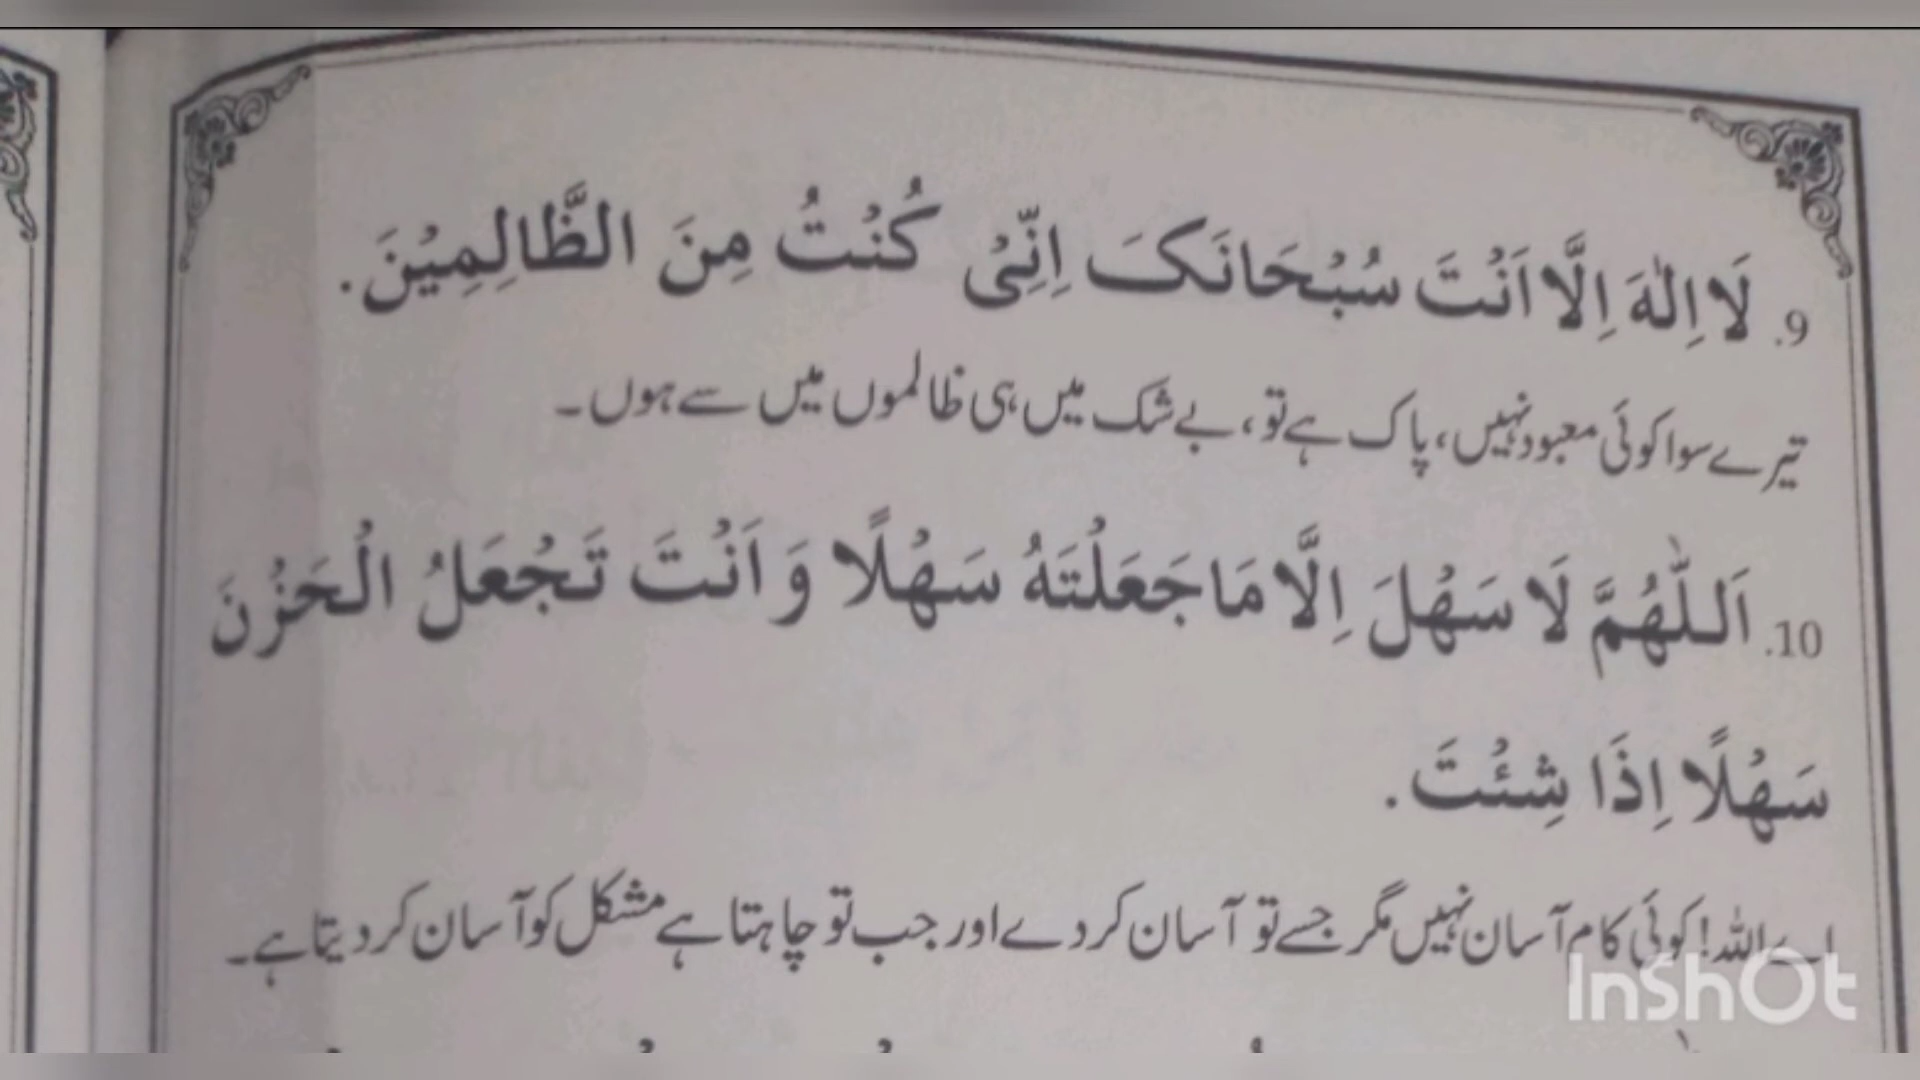 9. لَا اِلٰهَ اِلَّا اَنْتَ سُبْحَانَكَ اِنِّىْ كُنْتُ مِنَ الظَّالِمِيْنَ.
تیرے سوا کوئی معبود نہیں، پاک ہے تو، بے شک میں ہی ظالموں میں سے ہوں۔
10. اَللّٰهُمَّ لَا سَهْلَ اِلَّا مَا جَعَلْتَهُ سَهْلًا وَ اَنْتَ تَجْعَلُ الْحَزْنَ
سَهْلًا اِذَا شِئْتَ.
اے اللہ! کوئی کام آسان نہیں مگر جسے تو آسان کر دے اور جب تو چاہتا ہے مشکل کو آسان کر دیتا ہے۔
InShOt